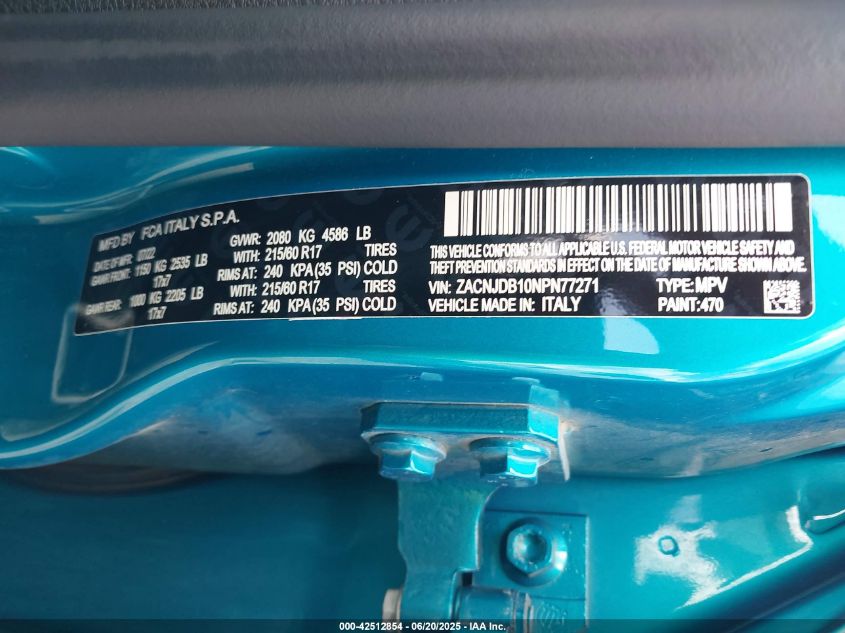 MFD BY FCA ITALY S.P.A.
DATE OF MFR: 07/22 GVWR: 2080 KG 4586 LB
GAWR FRONT: 1150 KG 2535 LB WITH: 215/60 R17 TIRES
17x7 RIMS AT: 240 KPA (35 PSI) COLD
GAWR REAR: 1000 KG 2205 LB WITH: 215/60 R17 TIRES
17x7 RIMS AT: 240 KPA (35 PSI) COLD
THIS VEHICLE CONFORMS TO ALL APPLICABLE U.S. FEDERAL MOTOR VEHICLE SAFETY AND
THEFT PREVENTION STANDARDS IN EFFECT ON THE DATE OF MANUFACTURE SHOWN ABOVE.
VIN: ZACNJDB10NPN77271 TYPE: MPV
VEHICLE MADE IN: ITALY PAINT: 470
000-42512854 - 06/20/2025 - IAA Inc.